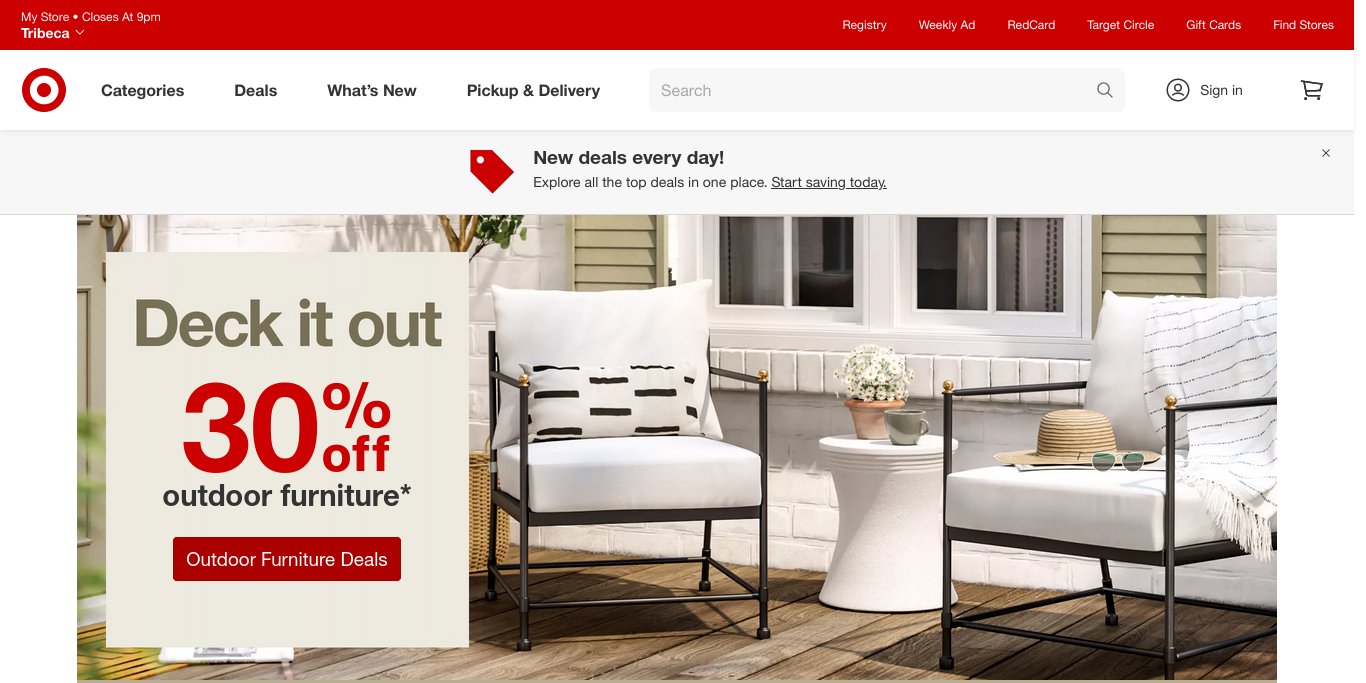 My Store • Closes At 9pm
Tribeca
Registry
Weekly Ad
RedCard
Target Circle
Gift Cards
Find Stores
Categories
Deals
What’s New
Pickup & Delivery
Search
Sign in
New deals every day!
Explore all the top deals in one place. Start saving today.
Deck it out
30% off
outdoor furniture*
Outdoor Furniture Deals